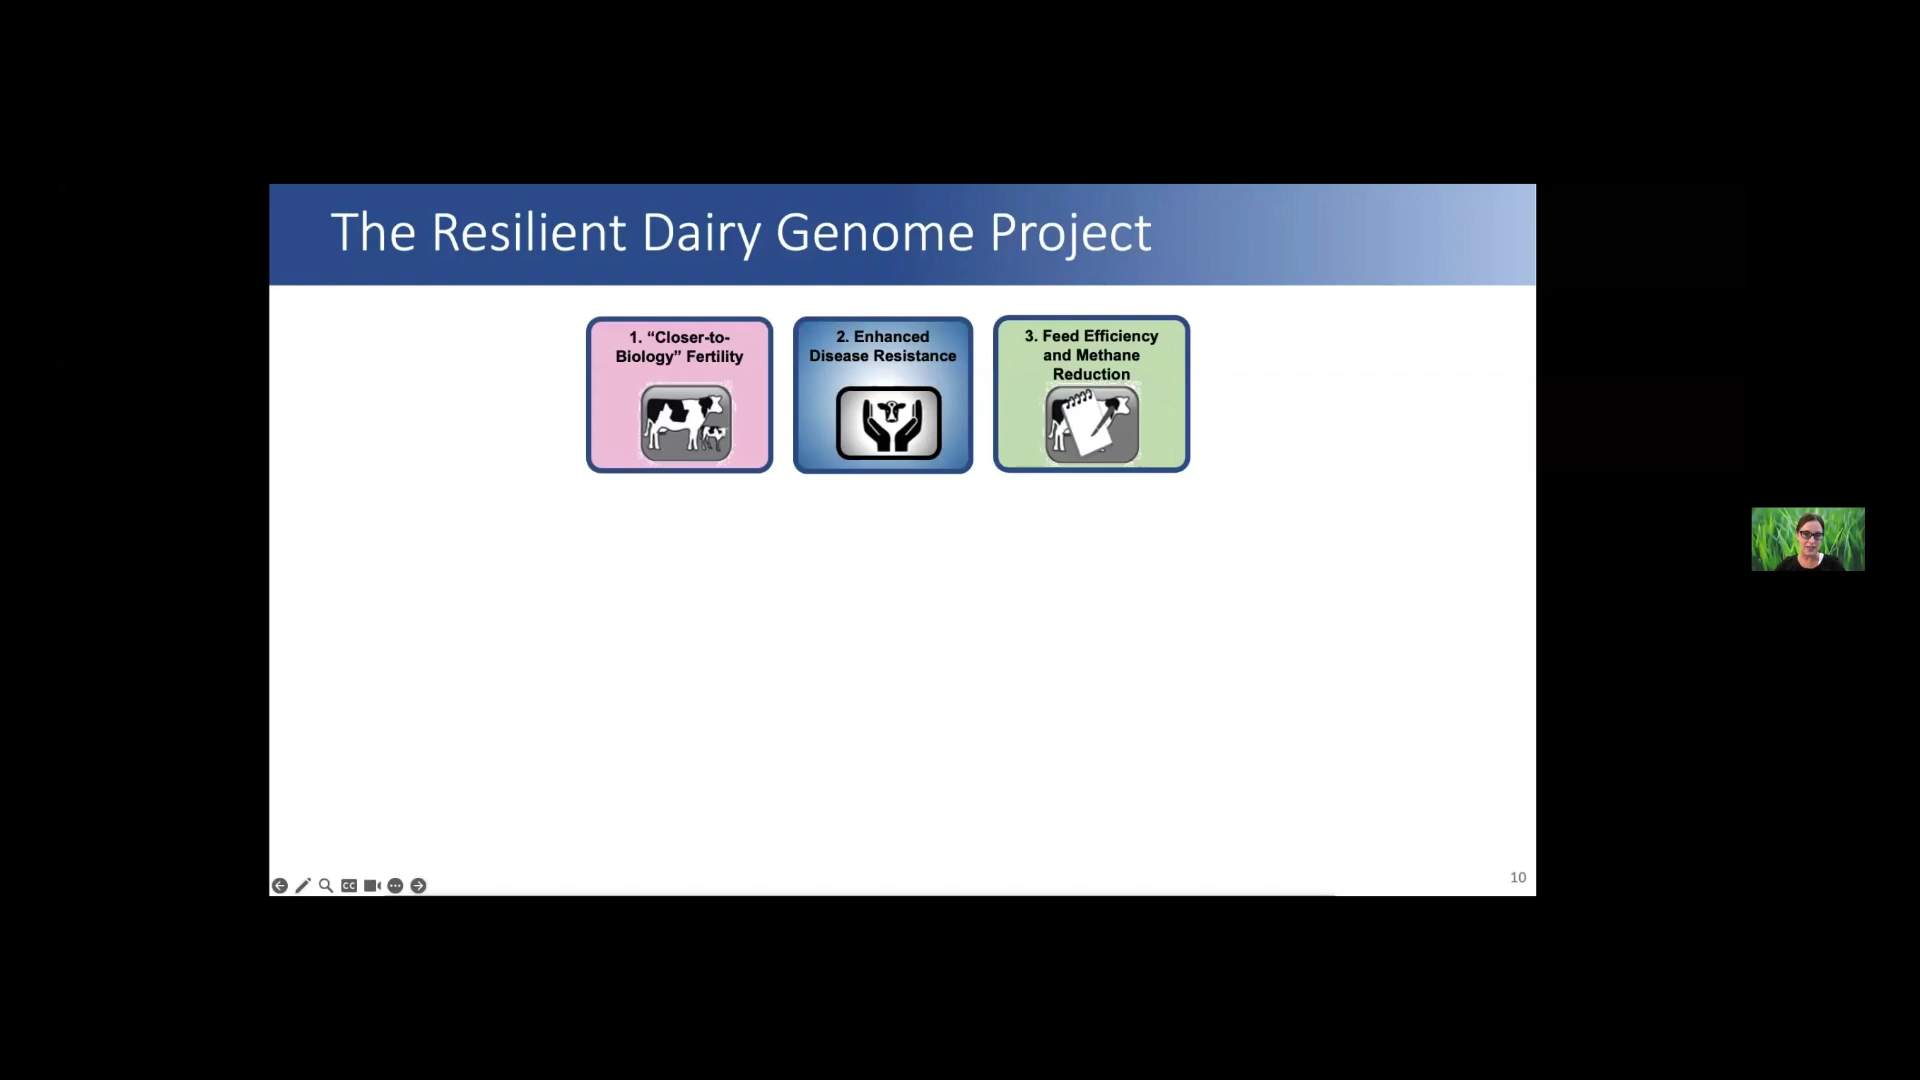 The Resilient Dairy Genome Project
1. “Closer-to-
Biology” Fertility
2. Enhanced
Disease Resistance
3. Feed Efficiency
and Methane
Reduction
CC
10